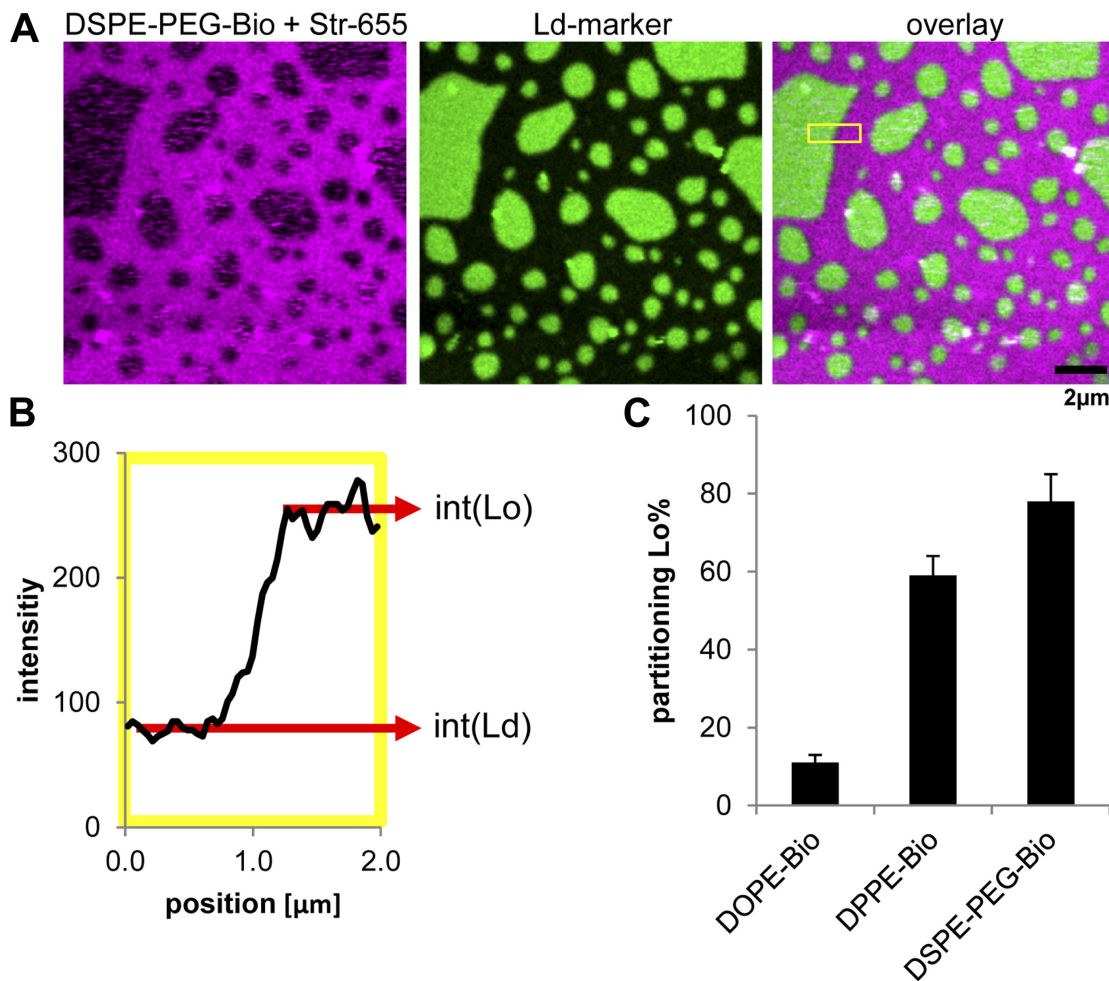 A
DSPE-PEG-Bio + Str-655
Ld-marker
overlay
2μm
B
300
200
100
0
intensitiy
0.0
1.0
2.0
position [μm]
int(Lo)
int(Ld)
C
100
80
60
40
20
0
partitioning Lo%
DOPE-Bio
DPPE-Bio
DSPE-PEG-Bio